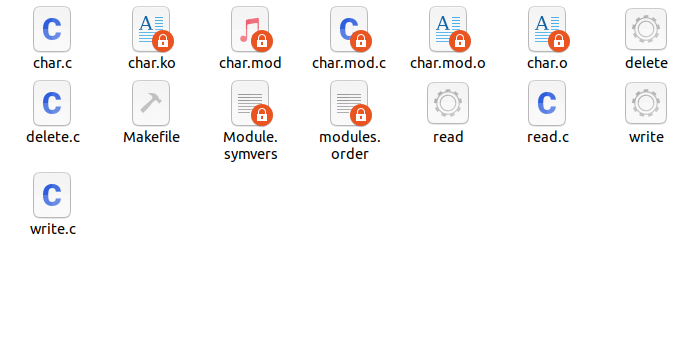 char.c
char.ko
char.mod
char.mod.c
char.mod.o
char.o
delete
delete.c
Makefile
Module.
symvers
modules.
order
read
read.c
write
write.c